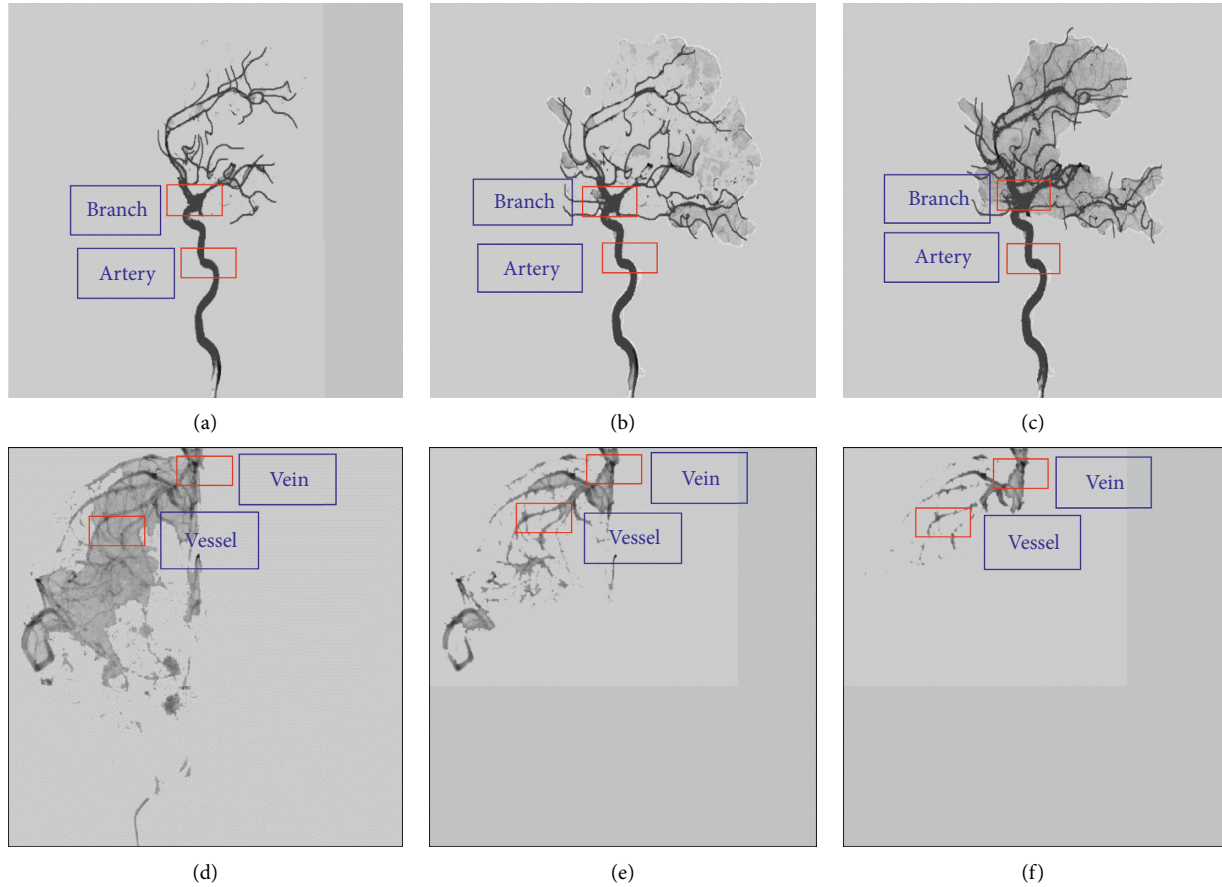 Branch
Artery
(a)
Branch
Artery
(b)
Branch
Artery
(c)
Vein
Vessel
(d)
Vein
Vessel
(e)
Vein
Vessel
(f)